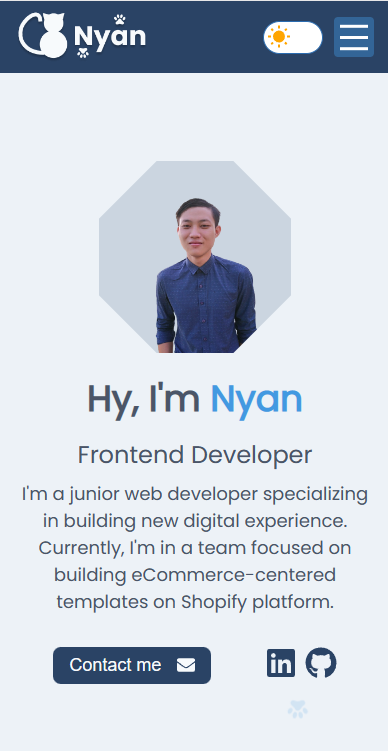 Nyan
Hy, I'm Nyan
Frontend Developer
I'm a junior web developer specializing
in building new digital experience.
Currently, I'm in a team focused on
building eCommerce-centered
templates on Shopify platform.
Contact me
in